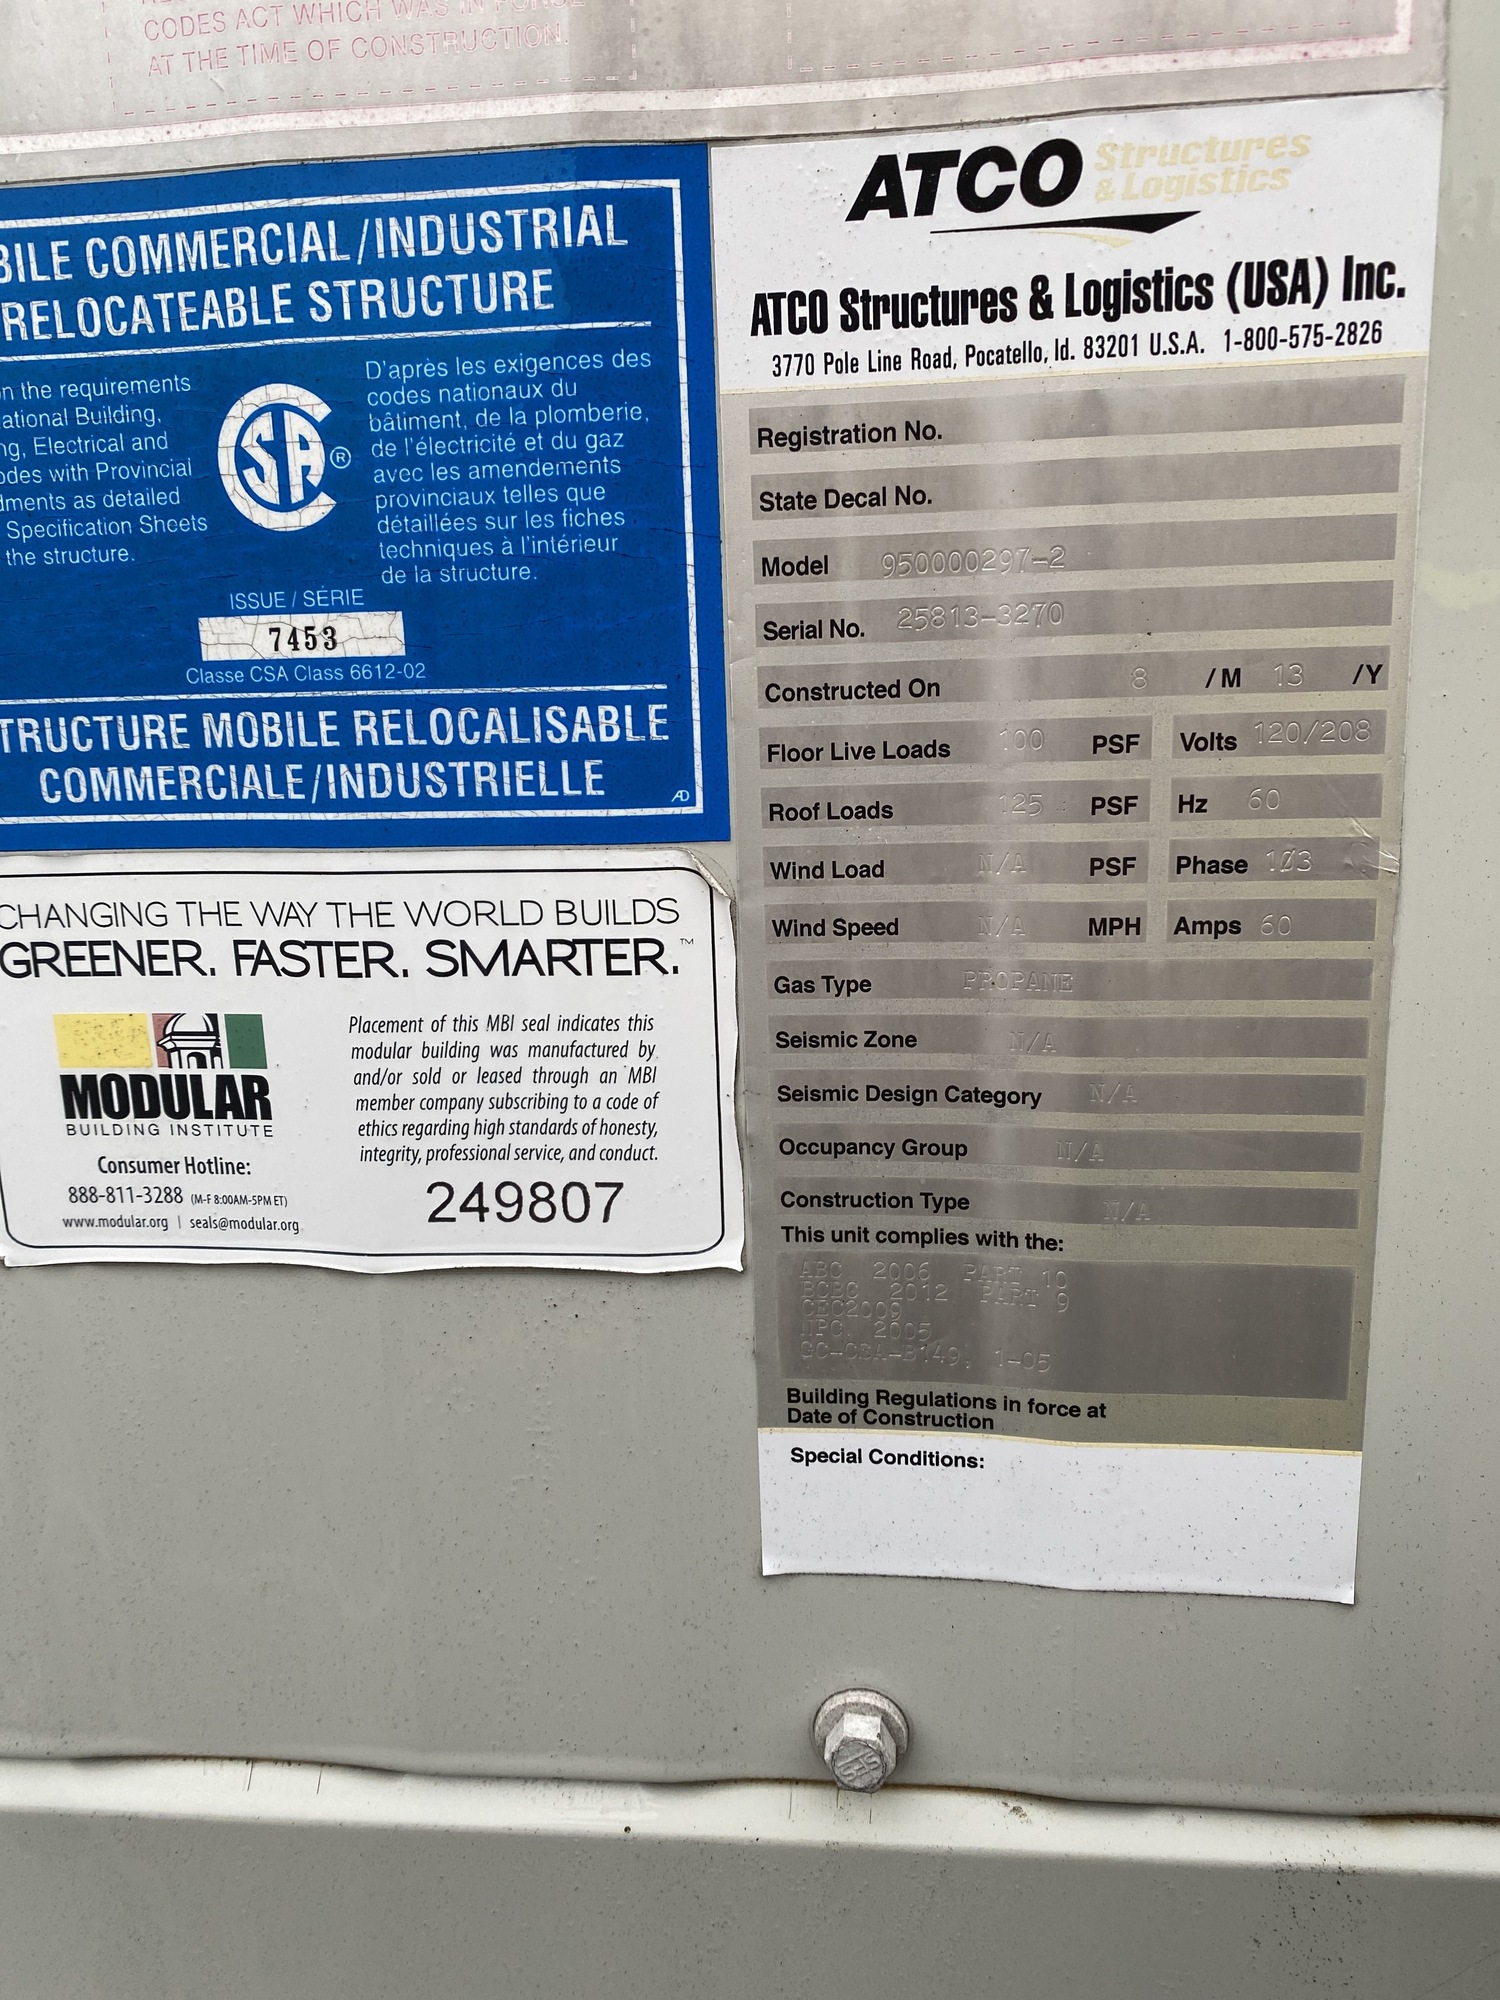 CODES ACT WHICH WAS IN FORCE
AT THE TIME OF CONSTRUCTION.
BILE COMMERCIAL/INDUSTRIAL
RELOCATEABLE STRUCTURE
on the requirements
ational Building,
ng, Electrical and
odes with Provincial
dments as detailed
Specification Sheets
the structure.
CSA ®
D'après les exigences des
codes nationaux du
bâtiment, de la plomberie,
de l'électricité et du gaz
avec les amendements
provinciaux telles que
détaillées sur les fiches
techniques à l'intérieur
de la structure.
ISSUE / SÉRIE
7453
Classe CSA Class 6612-02
TRUCTURE MOBILE RELOCALISABLE
COMMERCIALE/INDUSTRIELLE
CHANGING THE WAY THE WORLD BUILDS
GREENER. FASTER. SMARTER.™
MODULAR
BUILDING INSTITUTE
Consumer Hotline:
888-811-3288 (M-F 8:00AM-5PM ET)
www.modular.org | seals@modular.org
Placement of this MBI seal indicates this
modular building was manufactured by
and/or sold or leased through an MBI
member company subscribing to a code of
ethics regarding high standards of honesty,
integrity, professional service, and conduct.
249807
ATCO Structures
& Logistics
ATCO Structures & Logistics (USA) Inc.
3770 Pole Line Road, Pocatello, Id. 83201 U.S.A. 1-800-575-2826
Registration No.
State Decal No.
Model 950000297-2
Serial No. 25813-3270
Constructed On 8 /M 13 /Y
Floor Live Loads 100 PSF Volts 120/208
Roof Loads 125 PSF Hz 60
Wind Load N/A PSF Phase 1Ø3
Wind Speed N/A MPH Amps 60
Gas Type PROPANE
Seismic Zone N/A
Seismic Design Category N/A
Occupancy Group N/A
Construction Type N/A
This unit complies with the:
ABC 2006 PART 10
BCBC 2012 PART 9
CEC2009
NPC 2005
GC-CSA-B149. 1-05
Building Regulations in force at
Date of Construction
Special Conditions: